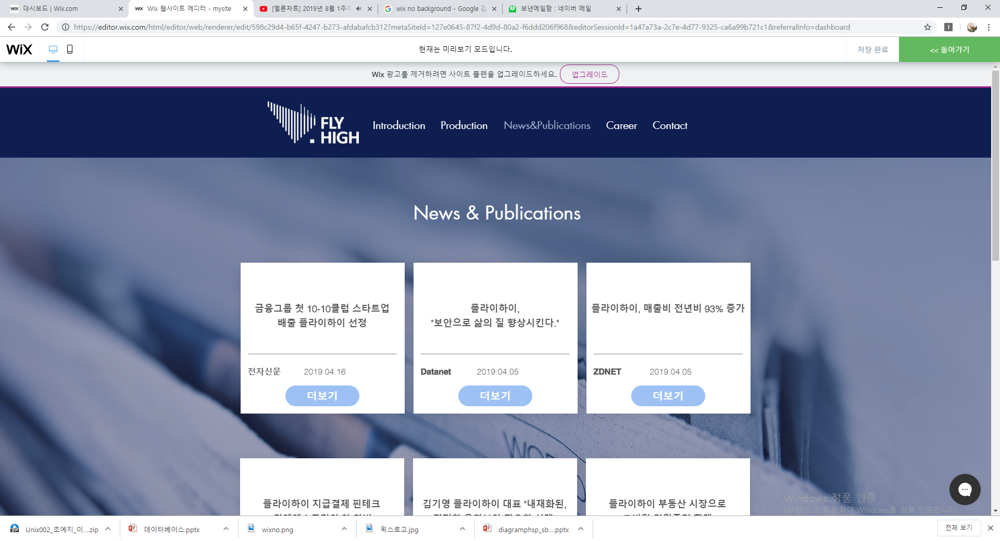 대시보드 | Wix.com
Wix 웹사이트 에디터 - mysite
[멜론차트] 2019년 8월 1주차
wix no background - Google 검
보낸메일함 : 네이버 메일
https://editor.wix.com/html/editor/web/renderer/edit/598c29d4-b65f-4247-b273-afdabafcb312?metaSiteId=127e0645-87f2-4d9d-80a2-f6ddd206f968&editorSessionId=1a47a73a-2c7e-4d77-9325-ca6a99b721c1&referralInfo=dashboard
WiX
현재는 미리보기 모드입니다.
저장 완료
<< 돌아가기
Wix 광고를 제거하려면 사이트 플랜을 업그레이드하세요.
업그레이드
FLY
HIGH
Introduction
Production
News&Publications
Career
Contact
News & Publications
금융그룹 첫 10-10클럽 스타트업
배출 플라이하이 선정
전자신문
2019.04.16
더보기
플라이하이,
"보안으로 삶의 질 향상시킨다."
Datanet
2019.04.05
더보기
플라이하이, 매출비 전년비 93% 증가
ZDNET
2019.04.05
더보기
WOR
플라이하이 지급결제 핀테크
김기영 플라이하이 대표 "내재화된,
플라이하이 부동산 시장으로
Windows 정품 인증
[설정]으로 이동하여 Windows를 정품 인증합니다.
Unix002_조예지_이....zip
데이터베이스.pptx
wixno.png
윅스로고.jpg
diagramphsp_sb....pptx
전체 보기